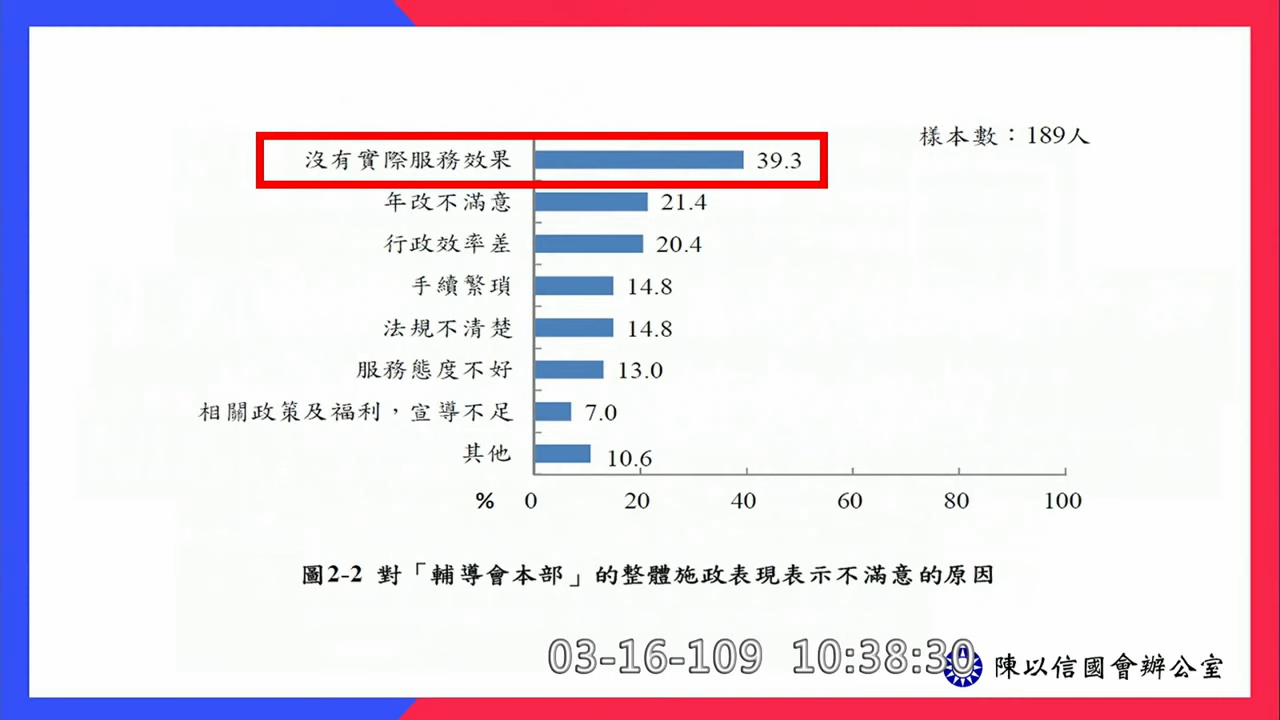 樣本數：189人
沒有實際服務效果 39.3
年改不滿意 21.4
行政效率差 20.4
手續繁瑣 14.8
法規不清楚 14.8
服務態度不好 13.0
相關政策及福利，宣導不足 7.0
其他 10.6
% 0 20 40 60 80 100
圖2-2 對「輔導會本部」的整體施政表現表示不滿意的原因
03-16-109 10:38:30
陳以信國會辦公室